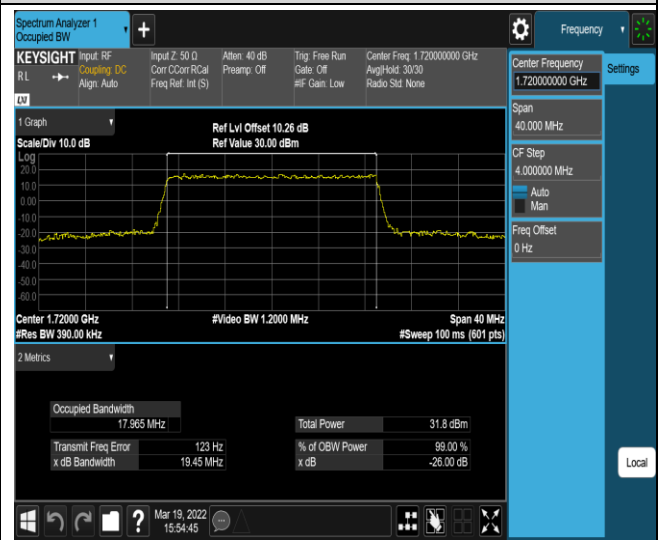 Spectrum Analyzer 1
Occupied BW
+
Frequency
KEYSIGHT
RL
LXI
Input: RF
Coupling: DC
Align: Auto
Input Z: 50 Ω
Corr CCorr RCal
Freq Ref: Int (S)
Atten: 40 dB
Preamp: Off
Trig: Free Run
Gate: Off
#IF Gain: Low
Center Freq: 1.720000000 GHz
Avg|Hold: 30/30
Radio Std: None
Center Frequency
1.720000000 GHz
Settings
Span
40.000 MHz
CF Step
4.000000 MHz
Auto
Man
Freq Offset
0 Hz
1 Graph
Scale/Div 10.0 dB
Ref Lvl Offset 10.26 dB
Ref Value 30.00 dBm
Log
20.0
10.0
0.00
-10.0
-20.0
-30.0
-40.0
-50.0
-60.0
Center 1.72000 GHz
#Video BW 1.2000 MHz
Span 40 MHz
#Res BW 390.00 kHz
#Sweep 100 ms (601 pts)
2 Metrics
Occupied Bandwidth
17.965 MHz
Total Power 31.8 dBm
Transmit Freq Error 123 Hz
% of OBW Power 99.00 %
x dB Bandwidth 19.45 MHz
x dB -26.00 dB
Local
?
Mar 19, 2022
15:54:45